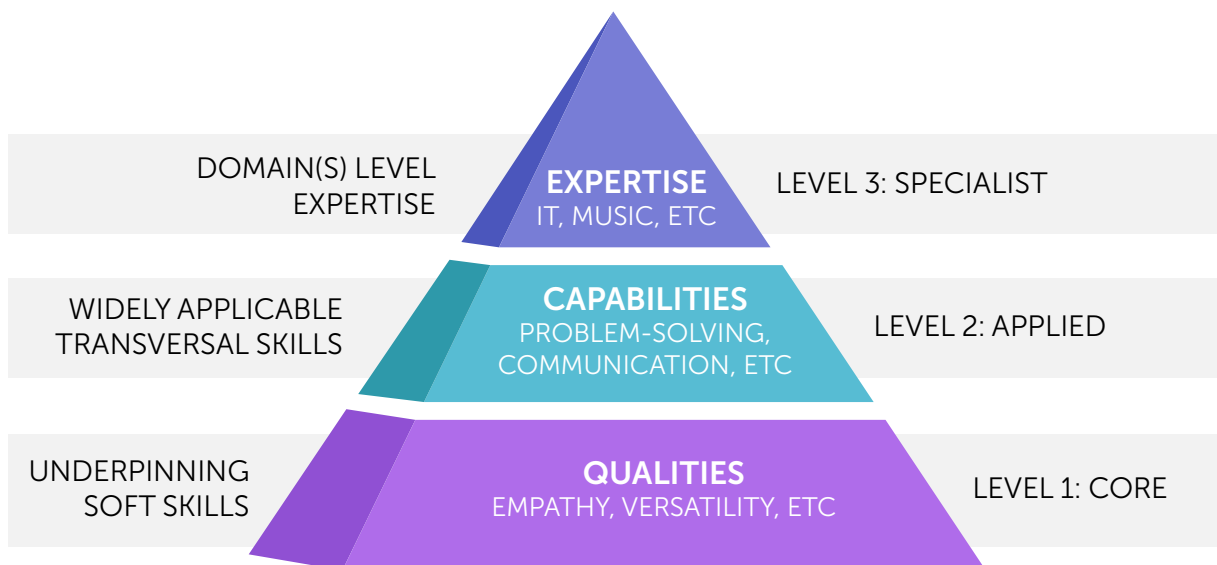 DOMAIN(S) LEVEL
EXPERTISE
EXPERTISE
IT, MUSIC, ETC
LEVEL 3: SPECIALIST
WIDELY APPLICABLE
TRANSVERSAL SKILLS
CAPABILITIES
PROBLEM-SOLVING,
COMMUNICATION, ETC
LEVEL 2: APPLIED
UNDERPINNING
SOFT SKILLS
QUALITIES
EMPATHY, VERSATILITY, ETC
LEVEL 1: CORE